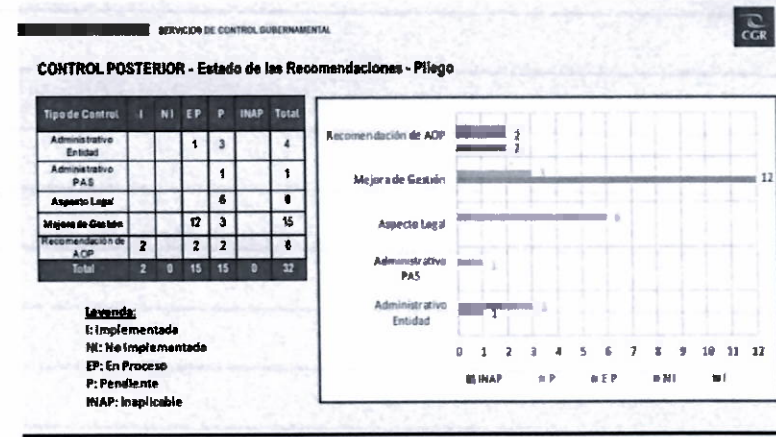 SERVICIOS DE CONTROL GUBERNAMENTAL
CGR
CONTROL POSTERIOR - Estado de las Recomendaciones - Pliego
Tipo de Control I NI EP P INAP Total
Administrativo Entidad 1 3 4
Administrativo PAS 1 1
Aspecto Legal 6
Mejora de Gestión 12 3 15
Recomendación de AOP 2 2 2 6
Total 2 0 15 15 0 32
Leyenda:
I: Implementada
NI: No Implementada
EP: En Proceso
P: Pendiente
INAP: Inaplicable
Recomendación de AOP 2 2
Mejora de Gestión 3 12
Aspecto Legal 6
Administrativo PAS 1
Administrativo Entidad 3 1
0 1 2 3 4 5 6 7 8 9 10 11 12
INAP P EP NI I